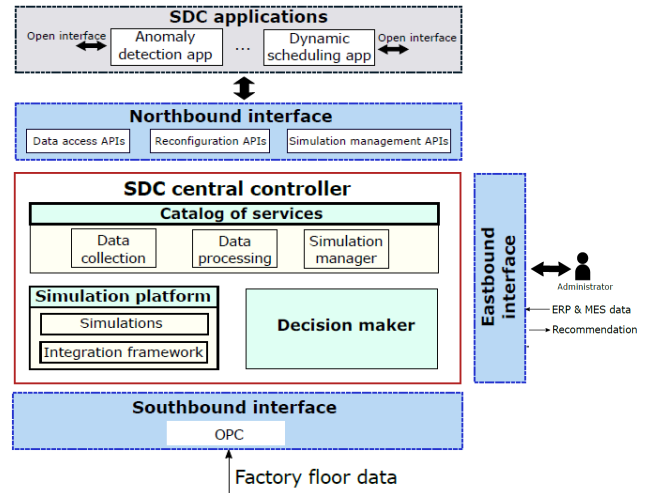 SDC applications
Open interface
Anomaly
detection app
...
Dynamic
scheduling app
Open interface
Northbound interface
Data access APIs
Reconfiguration APIs
Simulation management APIs
SDC central controller
Catalog of services
Data
collection
Data
processing
Simulation
manager
Simulation platform
Simulations
Integration framework
Decision maker
Eastbound
interface
Administrator
ERP & MES data
Recommendation
Southbound interface
OPC
Factory floor data